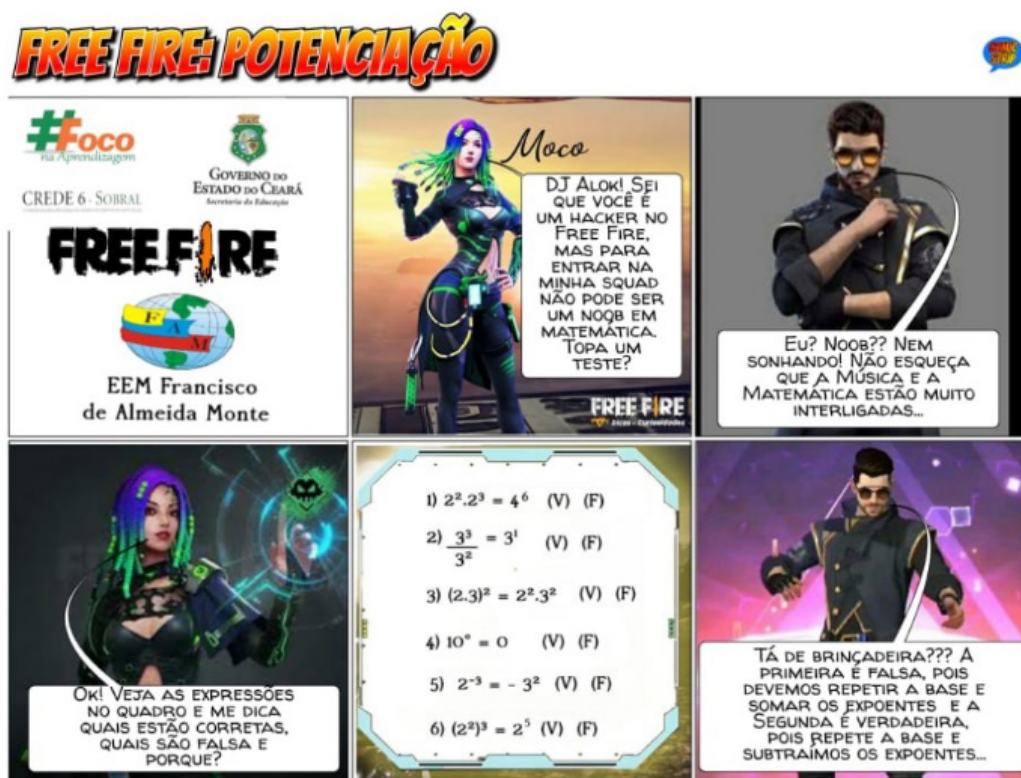 FREE FIRE: POTENCIAÇÃO
COMIC
STRIP
#Foco
na Aprendizagem
CREDE 6 - SOBRAL
GOVERNO DO
ESTADO DO CEARÁ
Secretaria da Educação
FREE FIRE
F A M
EEM Francisco
de Almeida Monte
Moco
DJ ALOK! SEI
QUE VOCÊ É
UM HACKER NO
FREE FIRE,
MAS PARA
ENTRAR NA
MINHA SQUAD
NÃO PODE SER
UM NOOB EM
MATEMÁTICA.
TOPA UM
TESTE?
FREE FIRE
Dicas - Curiosidades
EU? NOOB?? NEM
SONHANDO! NÃO ESQUEÇA
QUE A MÚSICA E A
MATEMÁTICA ESTÃO MUITO
INTERLIGADAS...
OK! VEJA AS EXPRESSÕES
NO QUADRO E ME DICA
QUAIS ESTÃO CORRETAS,
QUAIS SÃO FALSA E
PORQUE?
1) 2².2³ = 4⁶ (V) (F)
2) 3³/3² = 3¹ (V) (F)
3) (2.3)² = 2².3² (V) (F)
4) 10° = 0 (V) (F)
5) 2⁻³ = - 3² (V) (F)
6) (2²)³ = 2⁵ (V) (F)
TÁ DE BRINCADEIRA??? A
PRIMEIRA É FALSA, POIS
DEVEMOS REPETIR A BASE E
SOMAR OS EXPOENTES E A
SEGUNDA É VERDADEIRA,
POIS REPETE A BASE E
SUBTRAÍMOS OS EXPOENTES...